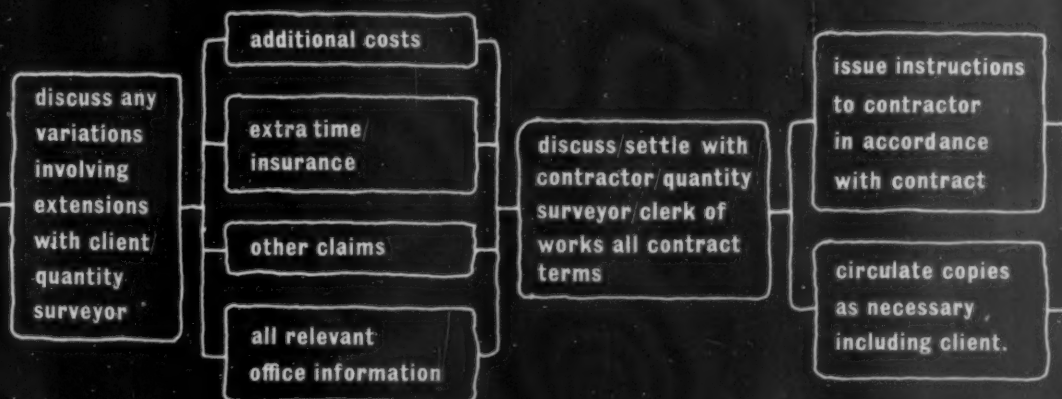 discuss any
variations
involving
extensions
with client/
quantity
surveyor
additional costs
extra time/
insurance
other claims
all relevant
office information
discuss/settle with
contractor/quantity
surveyor/clerk of
works all contract
terms
issue instructions
to contractor
in accordance
with contract
circulate copies
as necessary
including client.